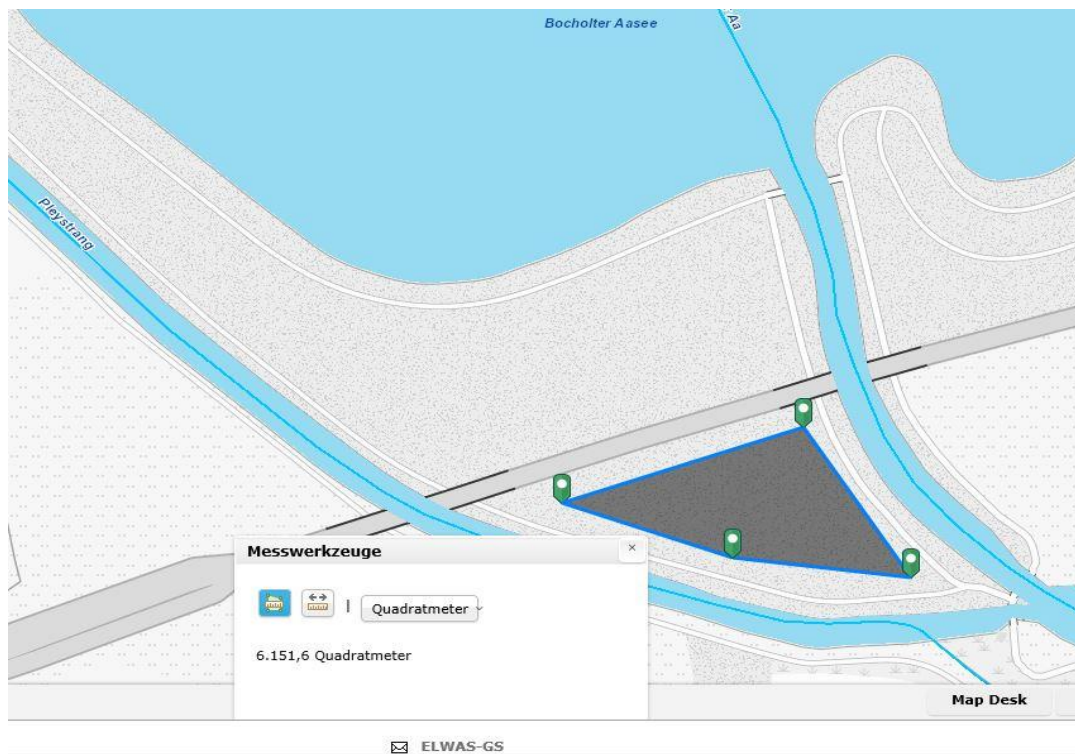 Bocholter Aasee
Aa
Pleystrang
Messwerkzeuge
×
| Quadratmeter
6.151,6 Quadratmeter
Map Desk
ELWAS-GS